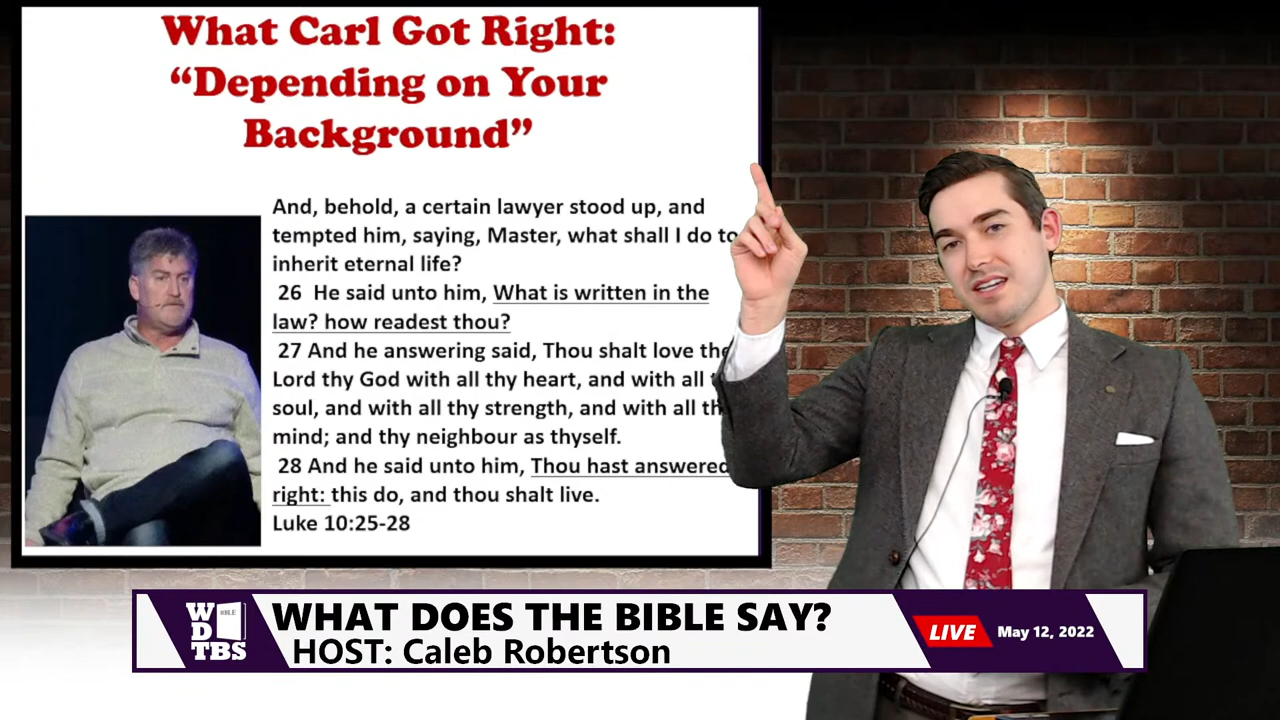 What Carl Got Right:
“Depending on Your
Background”
And, behold, a certain lawyer stood up, and
tempted him, saying, Master, what shall I do to
inherit eternal life?
26 He said unto him, What is written in the
law? how readest thou?
27 And he answering said, Thou shalt love the
Lord thy God with all thy heart, and with all
soul, and with all thy strength, and with all
mind; and thy neighbour as thyself.
28 And he said unto him, Thou hast answered
right: this do, and thou shalt live.
Luke 10:25-28
W
D BIBLE
TBS
WHAT DOES THE BIBLE SAY?
HOST: Caleb Robertson
LIVE
May 12, 2022